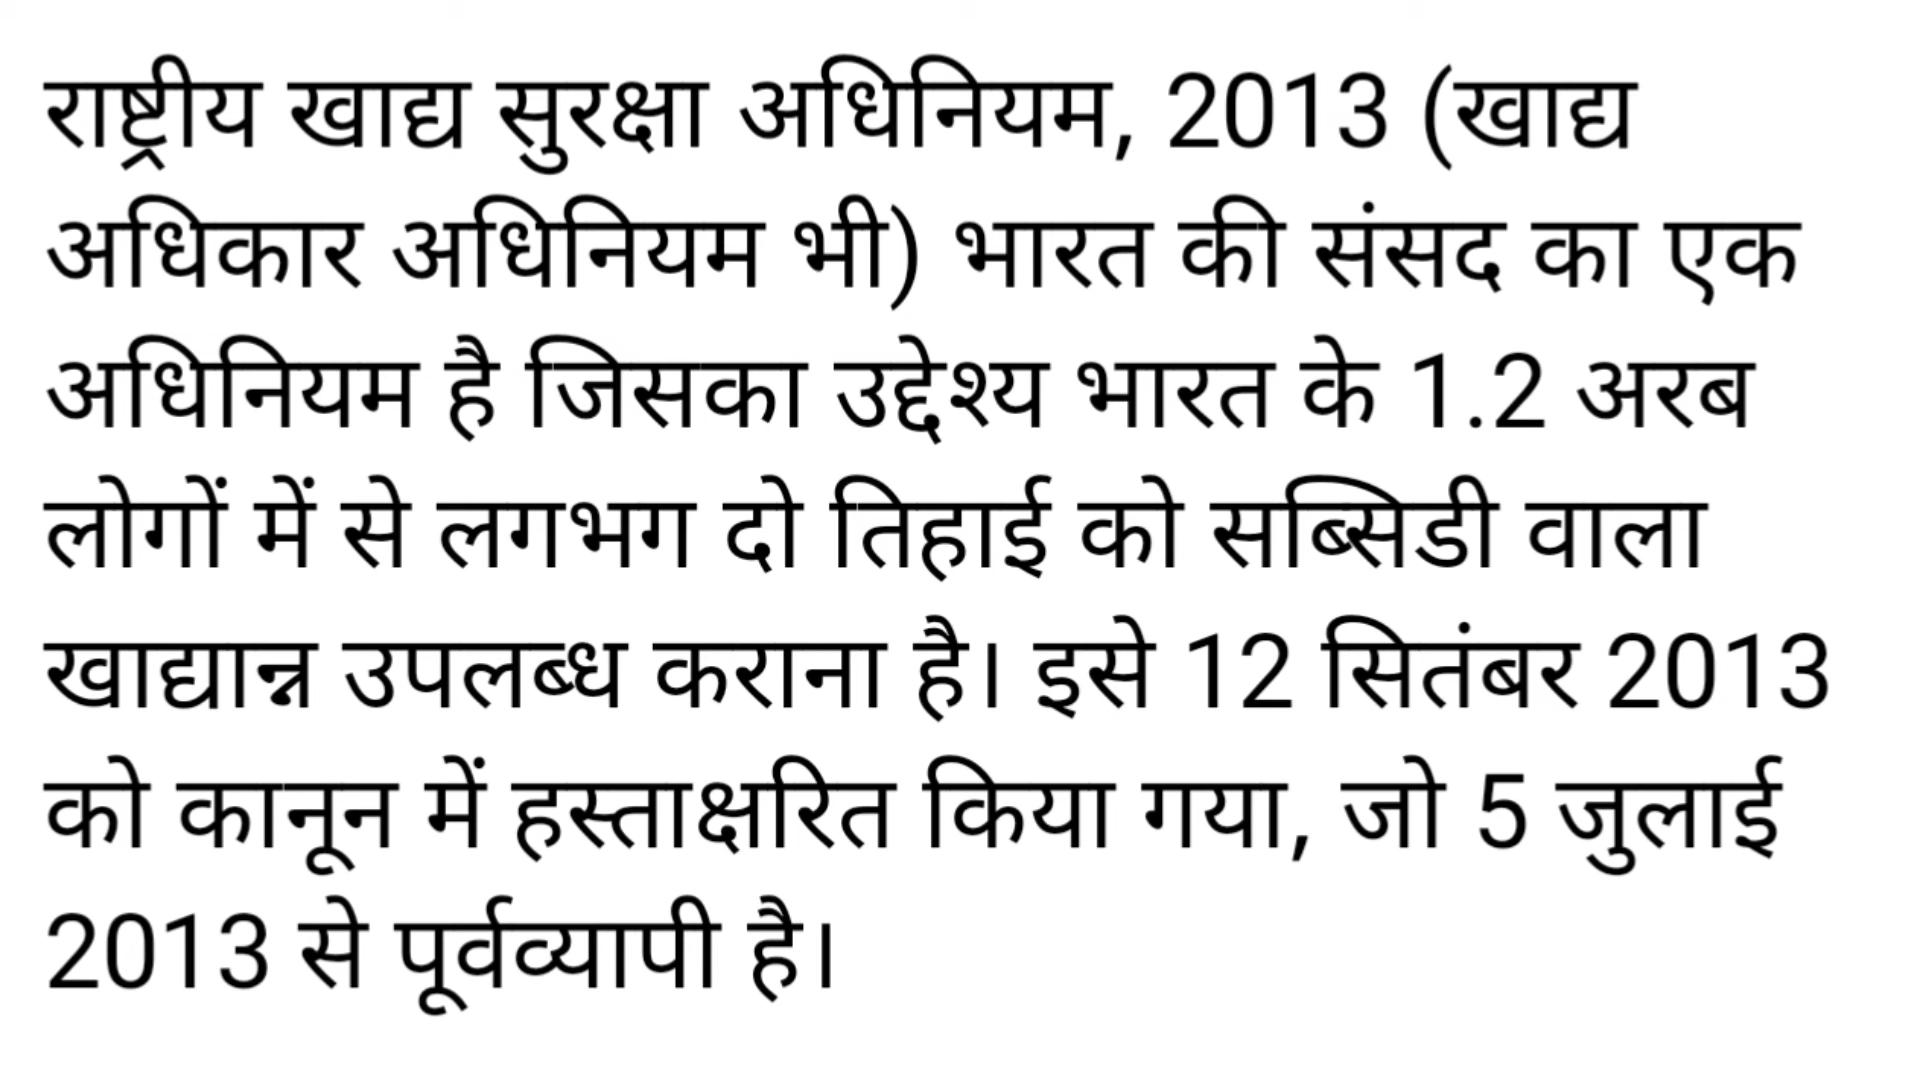 राष्ट्रीय खाद्य सुरक्षा अधिनियम, 2013 (खाद्य
अधिकार अधिनियम भी) भारत की संसद का एक
अधिनियम है जिसका उद्देश्य भारत के 1.2 अरब
लोगों में से लगभग दो तिहाई को सब्सिडी वाला
खाद्यान्न उपलब्ध कराना है। इसे 12 सितंबर 2013
को कानून में हस्ताक्षरित किया गया, जो 5 जुलाई
2013 से पूर्वव्यापी है।